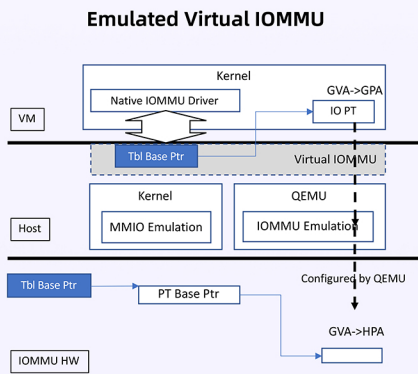 Emulated Virtual IOMMU
Kernel
GVA->GPA
Native IOMMU Driver
IO PT
VM
Tbl Base Ptr
Virtual IOMMU
Kernel
QEMU
MMIO Emulation
IOMMU Emulation
Host
Configured by QEMU
Tbl Base Ptr
PT Base Ptr
GVA->HPA
IOMMU HW